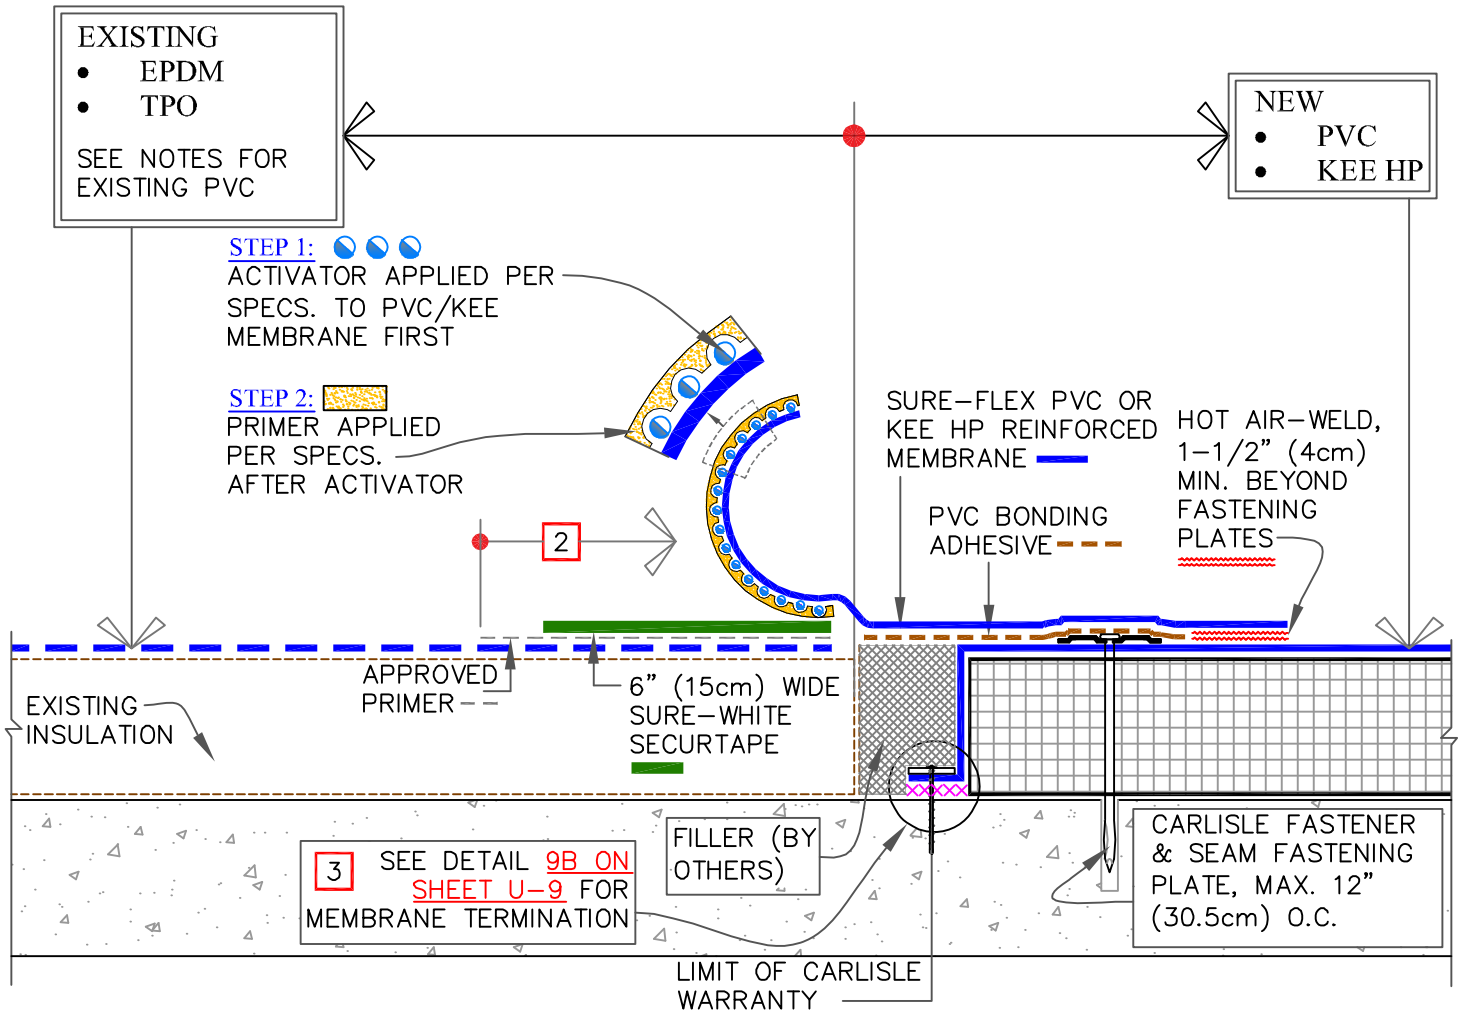 EXISTING
• EPDM
• TPO
SEE NOTES FOR
EXISTING PVC
NEW
• PVC
• KEE HP
STEP 1:
ACTIVATOR APPLIED PER
SPECS. TO PVC/KEE
MEMBRANE FIRST
STEP 2:
PRIMER APPLIED
PER SPECS.
AFTER ACTIVATOR
2
SURE-FLEX PVC OR
KEE HP REINFORCED
MEMBRANE
HOT AIR-WELD,
1-1/2" (4cm)
MIN. BEYOND
FASTENING
PLATES
PVC BONDING
ADHESIVE
APPROVED
PRIMER
EXISTING
INSULATION
6" (15cm) WIDE
SURE-WHITE
SECURTAPE
3 SEE DETAIL 9B ON
SHEET U-9 FOR
MEMBRANE TERMINATION
FILLER (BY
OTHERS)
CARLISLE FASTENER
& SEAM FASTENING
PLATE, MAX. 12"
(30.5cm) O.C.
LIMIT OF CARLISLE
WARRANTY